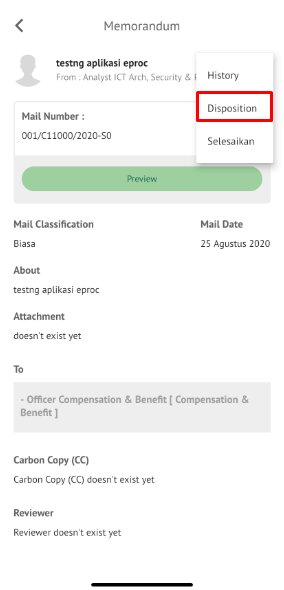 Memorandum
testng aplikasi eproc
From : Analyst ICT Arch, Security &
History
Disposition
Selesaikan
Mail Number :
001/C11000/2020-S0
Preview
Mail Classification
Mail Date
Biasa
25 Agustus 2020
About
testng aplikasi eproc
Attachment
doesn't exist yet
To
- Officer Compensation & Benefit [ Compensation &
Benefit ]
Carbon Copy (CC)
Carbon Copy (CC) doesn't exist yet
Reviewer
Reviewer doesn't exist yet